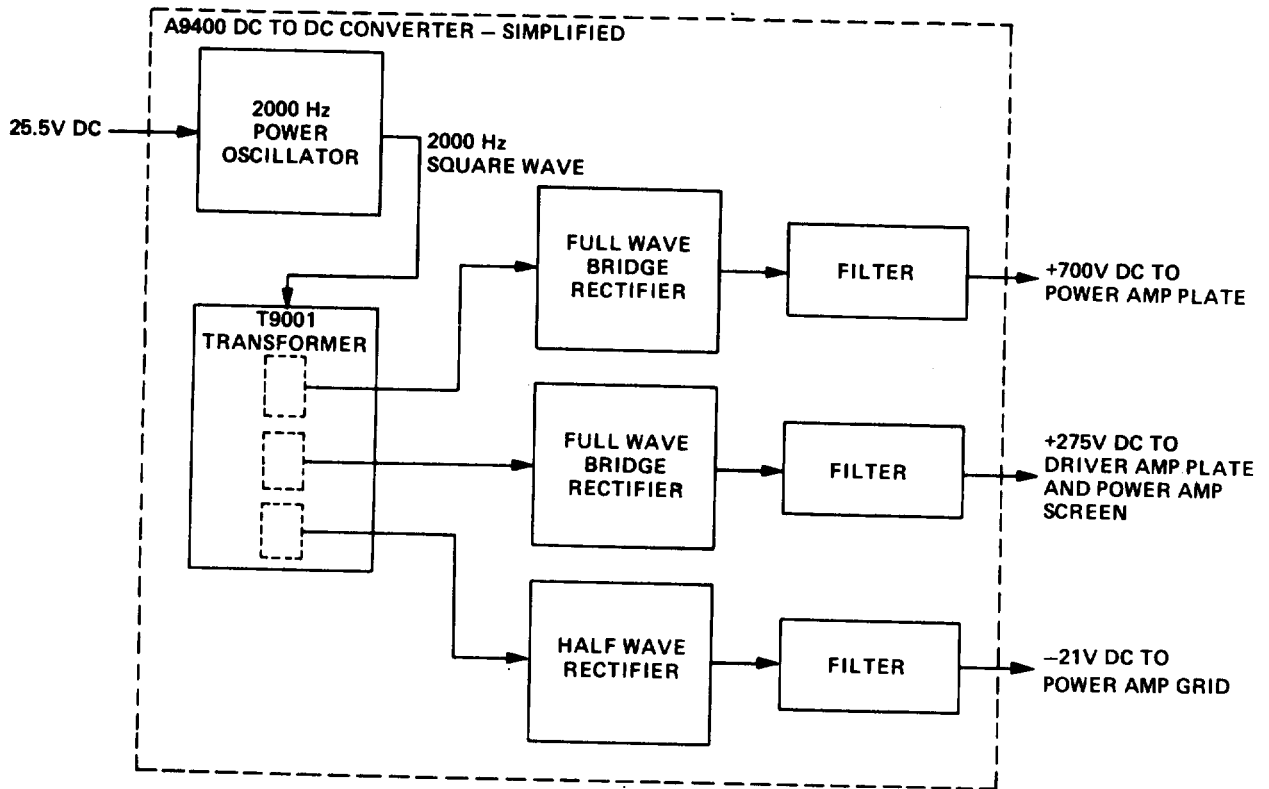 A9400 DC TO DC CONVERTER – SIMPLIFIED
25.5V DC
2000 Hz
POWER
OSCILLATOR
2000 Hz
SQUARE WAVE
T9001
TRANSFORMER
FULL WAVE
BRIDGE
RECTIFIER
FILTER
+700V DC TO
POWER AMP PLATE
FULL WAVE
BRIDGE
RECTIFIER
FILTER
+275V DC TO
DRIVER AMP PLATE
AND POWER AMP
SCREEN
HALF WAVE
RECTIFIER
FILTER
–21V DC TO
POWER AMP GRID